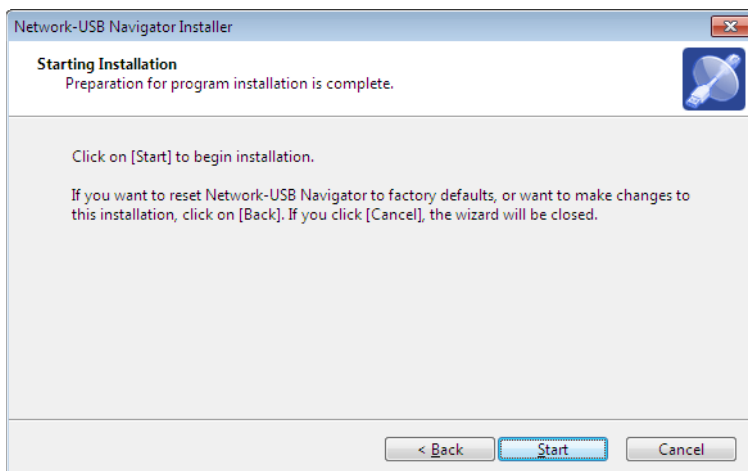 Network-USB Navigator Installer
Starting Installation
Preparation for program installation is complete.
Click on [Start] to begin installation.
If you want to reset Network-USB Navigator to factory defaults, or want to make changes to
this installation, click on [Back]. If you click [Cancel], the wizard will be closed.
< Back
Start
Cancel